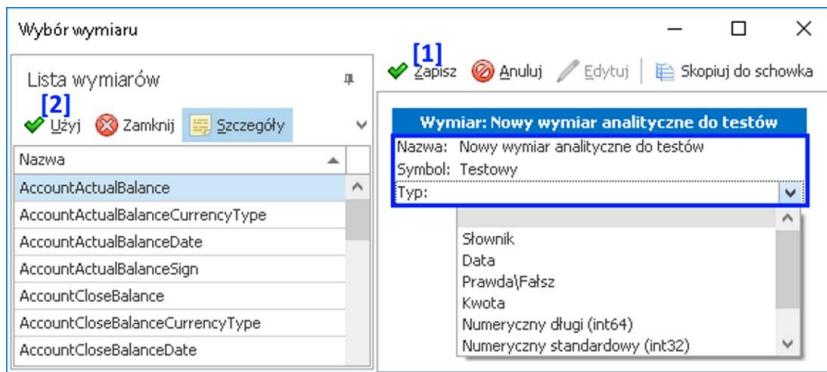 Wybór wymiaru
Lista wymiarów
[2]
Użyj Zamknij Szczegóły
Nazwa
AccountActualBalance
AccountActualBalanceCurrencyType
AccountActualBalanceDate
AccountActualBalanceSign
AccountCloseBalance
AccountCloseBalanceCurrencyType
AccountCloseBalanceDate
[1]
Zapisz Anuluj Edytuj Skopiuj do schowka
Wymiar: Nowy wymiar analityczne do testów
Nazwa: Nowy wymiar analityczne do testów
Symbol: Testowy
Typ:
Słownik
Data
Prawda\Fałsz
Kwota
Numeryczny długi (int64)
Numeryczny standardowy (int32)